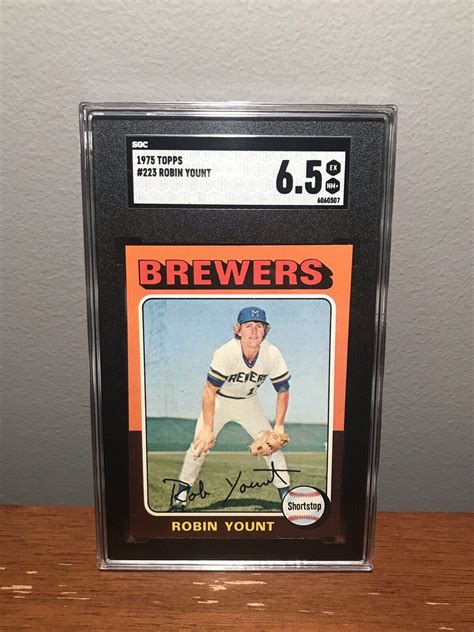 SGC
1975 TOPPS
#223 ROBIN YOUNT
6.5
EX
NM+
6060507
BREWERS
M
BREWERS
Rob Yount
Shortstop
ROBIN YOUNT